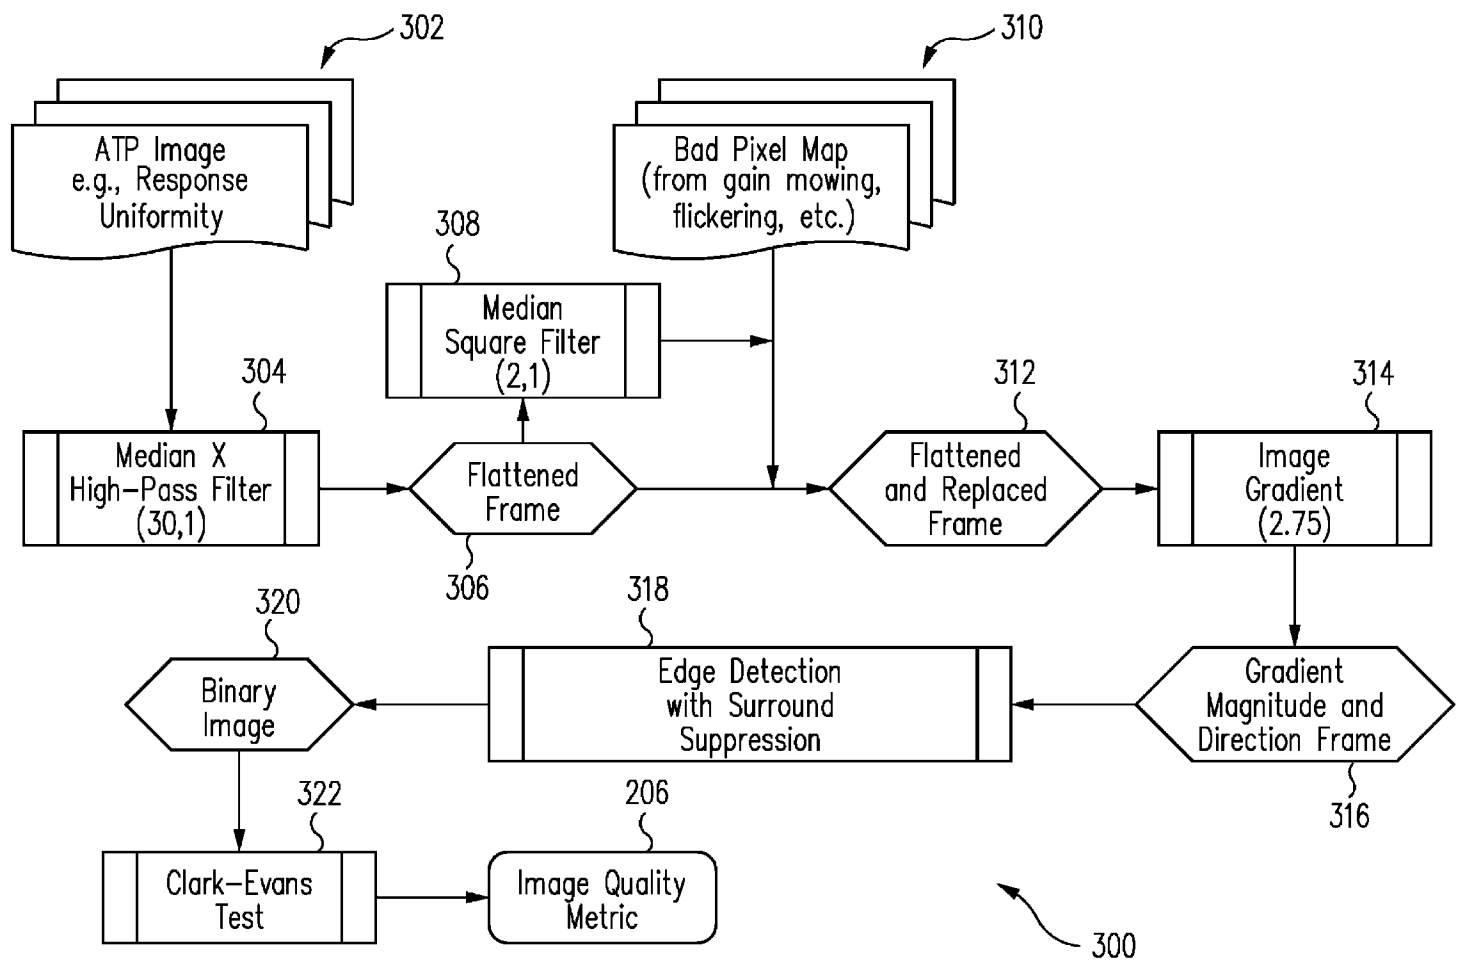 302
310
ATP Image
e.g., Response
Uniformity
Bad Pixel Map
(from gain mowing,
flickering, etc.)
308
Median
Square Filter
(2,1)
304
312
314
Median X
High-Pass Filter
(30,1)
Flattened
Frame
Flattened
and Replaced
Frame
Image
Gradient
(2.75)
306
318
320
Binary
Image
Edge Detection
with Surround
Suppression
Gradient
Magnitude and
Direction Frame
322
206
316
Clark-Evans
Test
Image Quality
Metric
300